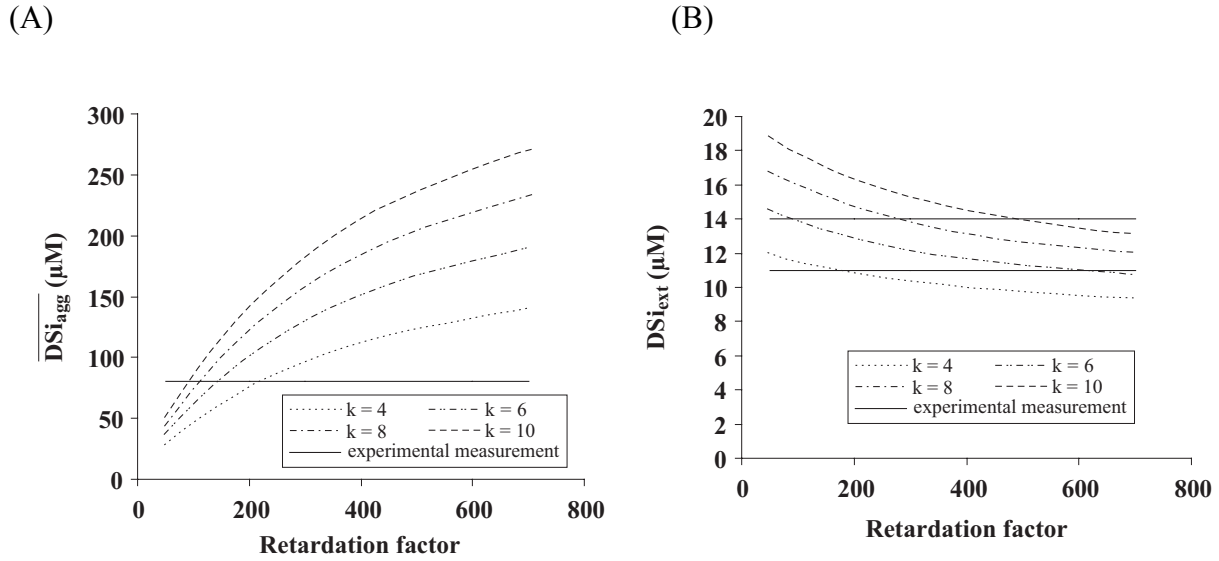 (A)
300
250
200
150
100
50
0
DSiagg (µM)
k = 4 k = 6
k = 8 k = 10
experimental measurement
0 200 400 600 800
Retardation factor
(B)
20
18
16
14
12
10
8
6
4
2
0
DSiext (µM)
k = 4 k = 6
k = 8 k = 10
experimental measurement
0 200 400 600 800
Retardation factor